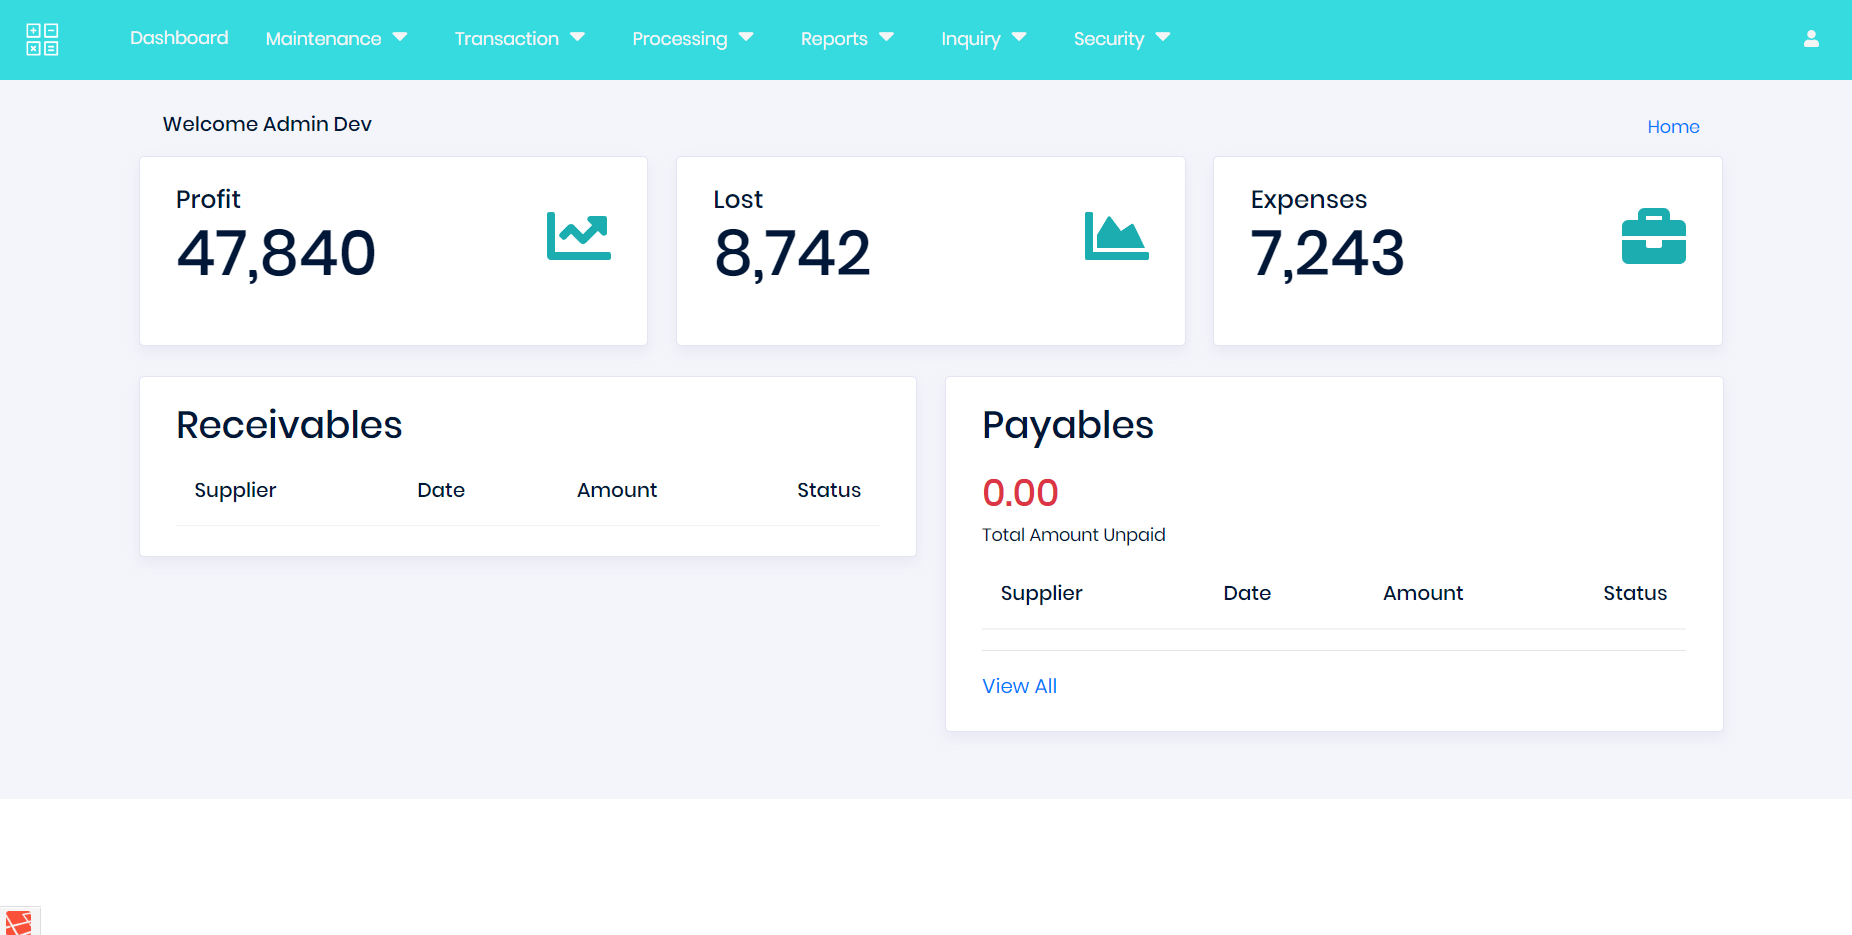 Dashboard Maintenance Transaction Processing Reports Inquiry Security
Welcome Admin Dev
Home
Profit
47,840
Lost
8,742
Expenses
7,243
Receivables
Supplier Date Amount Status
Payables
0.00
Total Amount Unpaid
Supplier Date Amount Status
View All